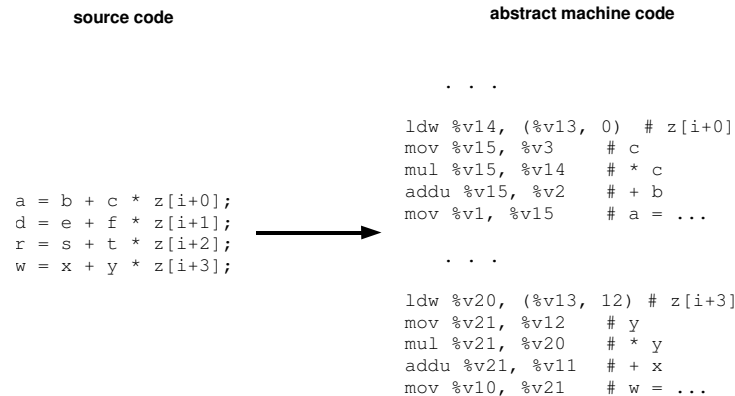 source code
abstract machine code
a = b + c * z[i+0];
d = e + f * z[i+1];
r = s + t * z[i+2];
w = x + y * z[i+3];
. . .
ldw %v14, (%v13, 0) # z[i+0]
mov %v15, %v3 # c
mul %v15, %v14 # * c
addu %v15, %v2 # + b
mov %v1, %v15 # a = ...
. . .
ldw %v20, (%v13, 12) # z[i+3]
mov %v21, %v12 # y
mul %v21, %v20 # * y
addu %v21, %v11 # + x
mov %v10, %v21 # w = ...